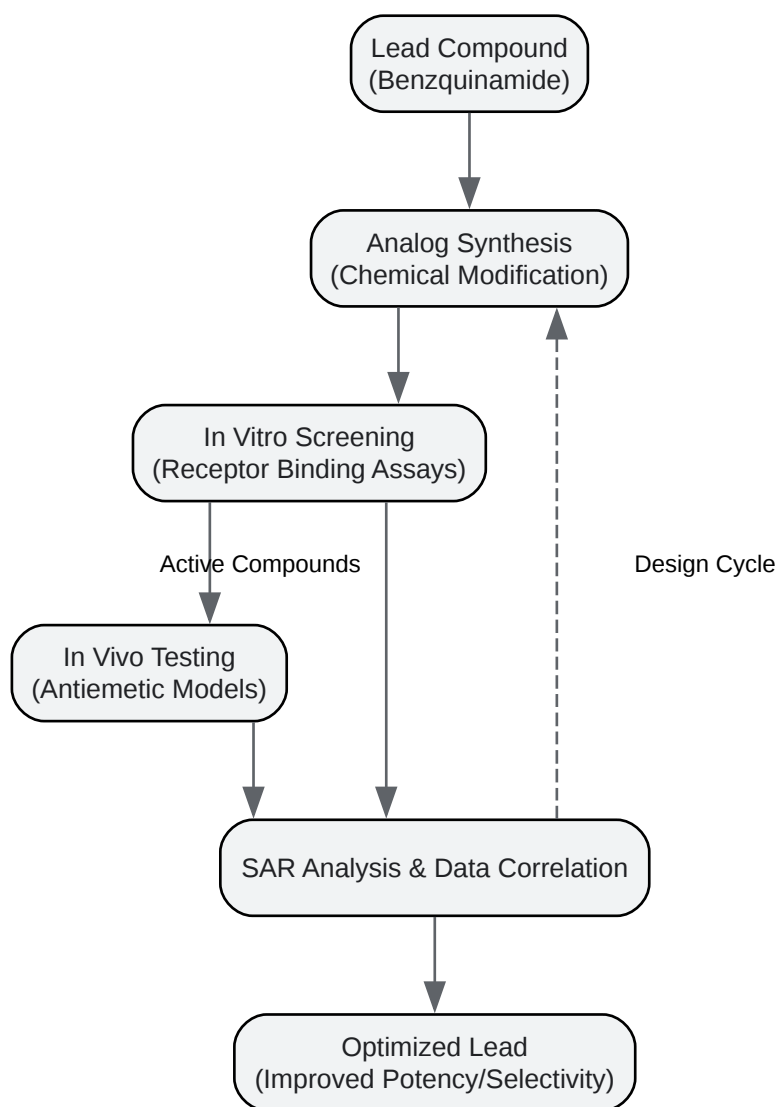 Lead Compound
(Benzquinamide)
Analog Synthesis
(Chemical Modification)
In Vitro Screening
(Receptor Binding Assays)
Active Compounds
Design Cycle
In Vivo Testing
(Antiemetic Models)
SAR Analysis & Data Correlation
Optimized Lead
(Improved Potency/Selectivity)